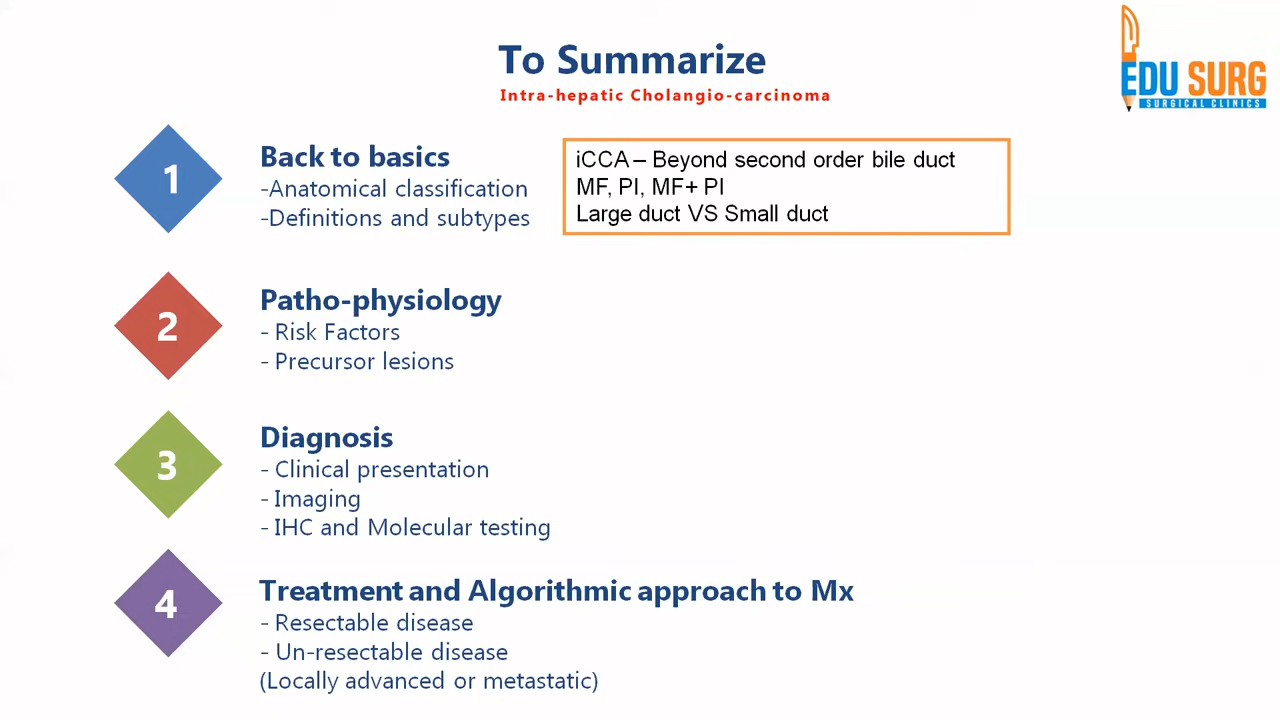 To Summarize
Intra-hepatic Cholangio-carcinoma
EDU SURG
SURGICAL CLINICS
1
Back to basics
-Anatomical classification
-Definitions and subtypes
iCCA – Beyond second order bile duct
MF, PI, MF+ PI
Large duct VS Small duct
2
Patho-physiology
- Risk Factors
- Precursor lesions
3
Diagnosis
- Clinical presentation
- Imaging
- IHC and Molecular testing
4
Treatment and Algorithmic approach to Mx
- Resectable disease
- Un-resectable disease
(Locally advanced or metastatic)